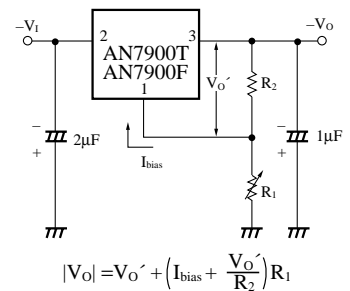 −V_I
−V_O
2
AN7900T
AN7900F
3
1
V_O´
R_2
−
+
2μF
I_bias
R_1
−
+
1μF
|V_O| =V_O´ + (I_bias + V_O´/R_2) R_1